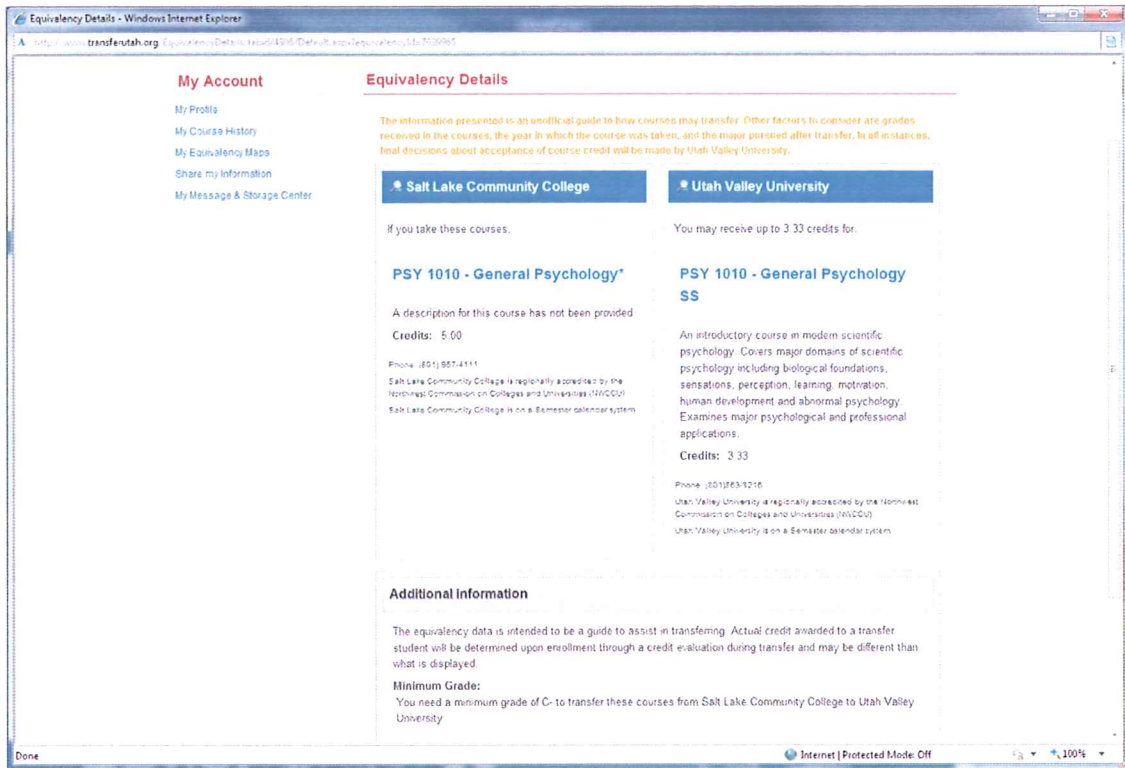 Equivalency Details - Windows Internet Explorer
transferutah.org
My Account
My Profile
My Course History
My Equivalency Maps
Share my Information
My Message & Storage Center
Equivalency Details
The information presented is an unofficial guide to how courses may transfer. Other factors to consider are grades
received in the courses, the year in which the course was taken, and the major pursued after transfer. In all instances,
final decisions about acceptance of course credit will be made by Utah Valley University.
Salt Lake Community College
If you take these courses.
PSY 1010 - General Psychology*
A description for this course has not been provided
Credits: 5.00
Phone: (801) 957-4111
Salt Lake Community College is regionally accredited by the
Northwest Commission on Colleges and Universities (NWCCU)
Salt Lake Community College is on a Semester calendar system
Utah Valley University
You may receive up to 3.33 credits for:
PSY 1010 - General Psychology
SS
An introductory course in modern scientific
psychology. Covers major domains of scientific
psychology including biological foundations,
sensations, perception, learning, motivation,
human development and abnormal psychology.
Examines major psychological and professional
applications.
Credits: 3.33
Phone: (801)863-8216
Utah Valley University is regionally accredited by the Northwest
Commission on Colleges and Universities (NWCCU)
Utah Valley University is on a Semester calendar system
Additional Information
The equivalency data is intended to be a guide to assist in transferring. Actual credit awarded to a transfer
student will be determined upon enrollment through a credit evaluation during transfer and may be different than
what is displayed.
Minimum Grade:
You need a minimum grade of C- to transfer these courses from Salt Lake Community College to Utah Valley
University
Done
Internet | Protected Mode: Off
100%